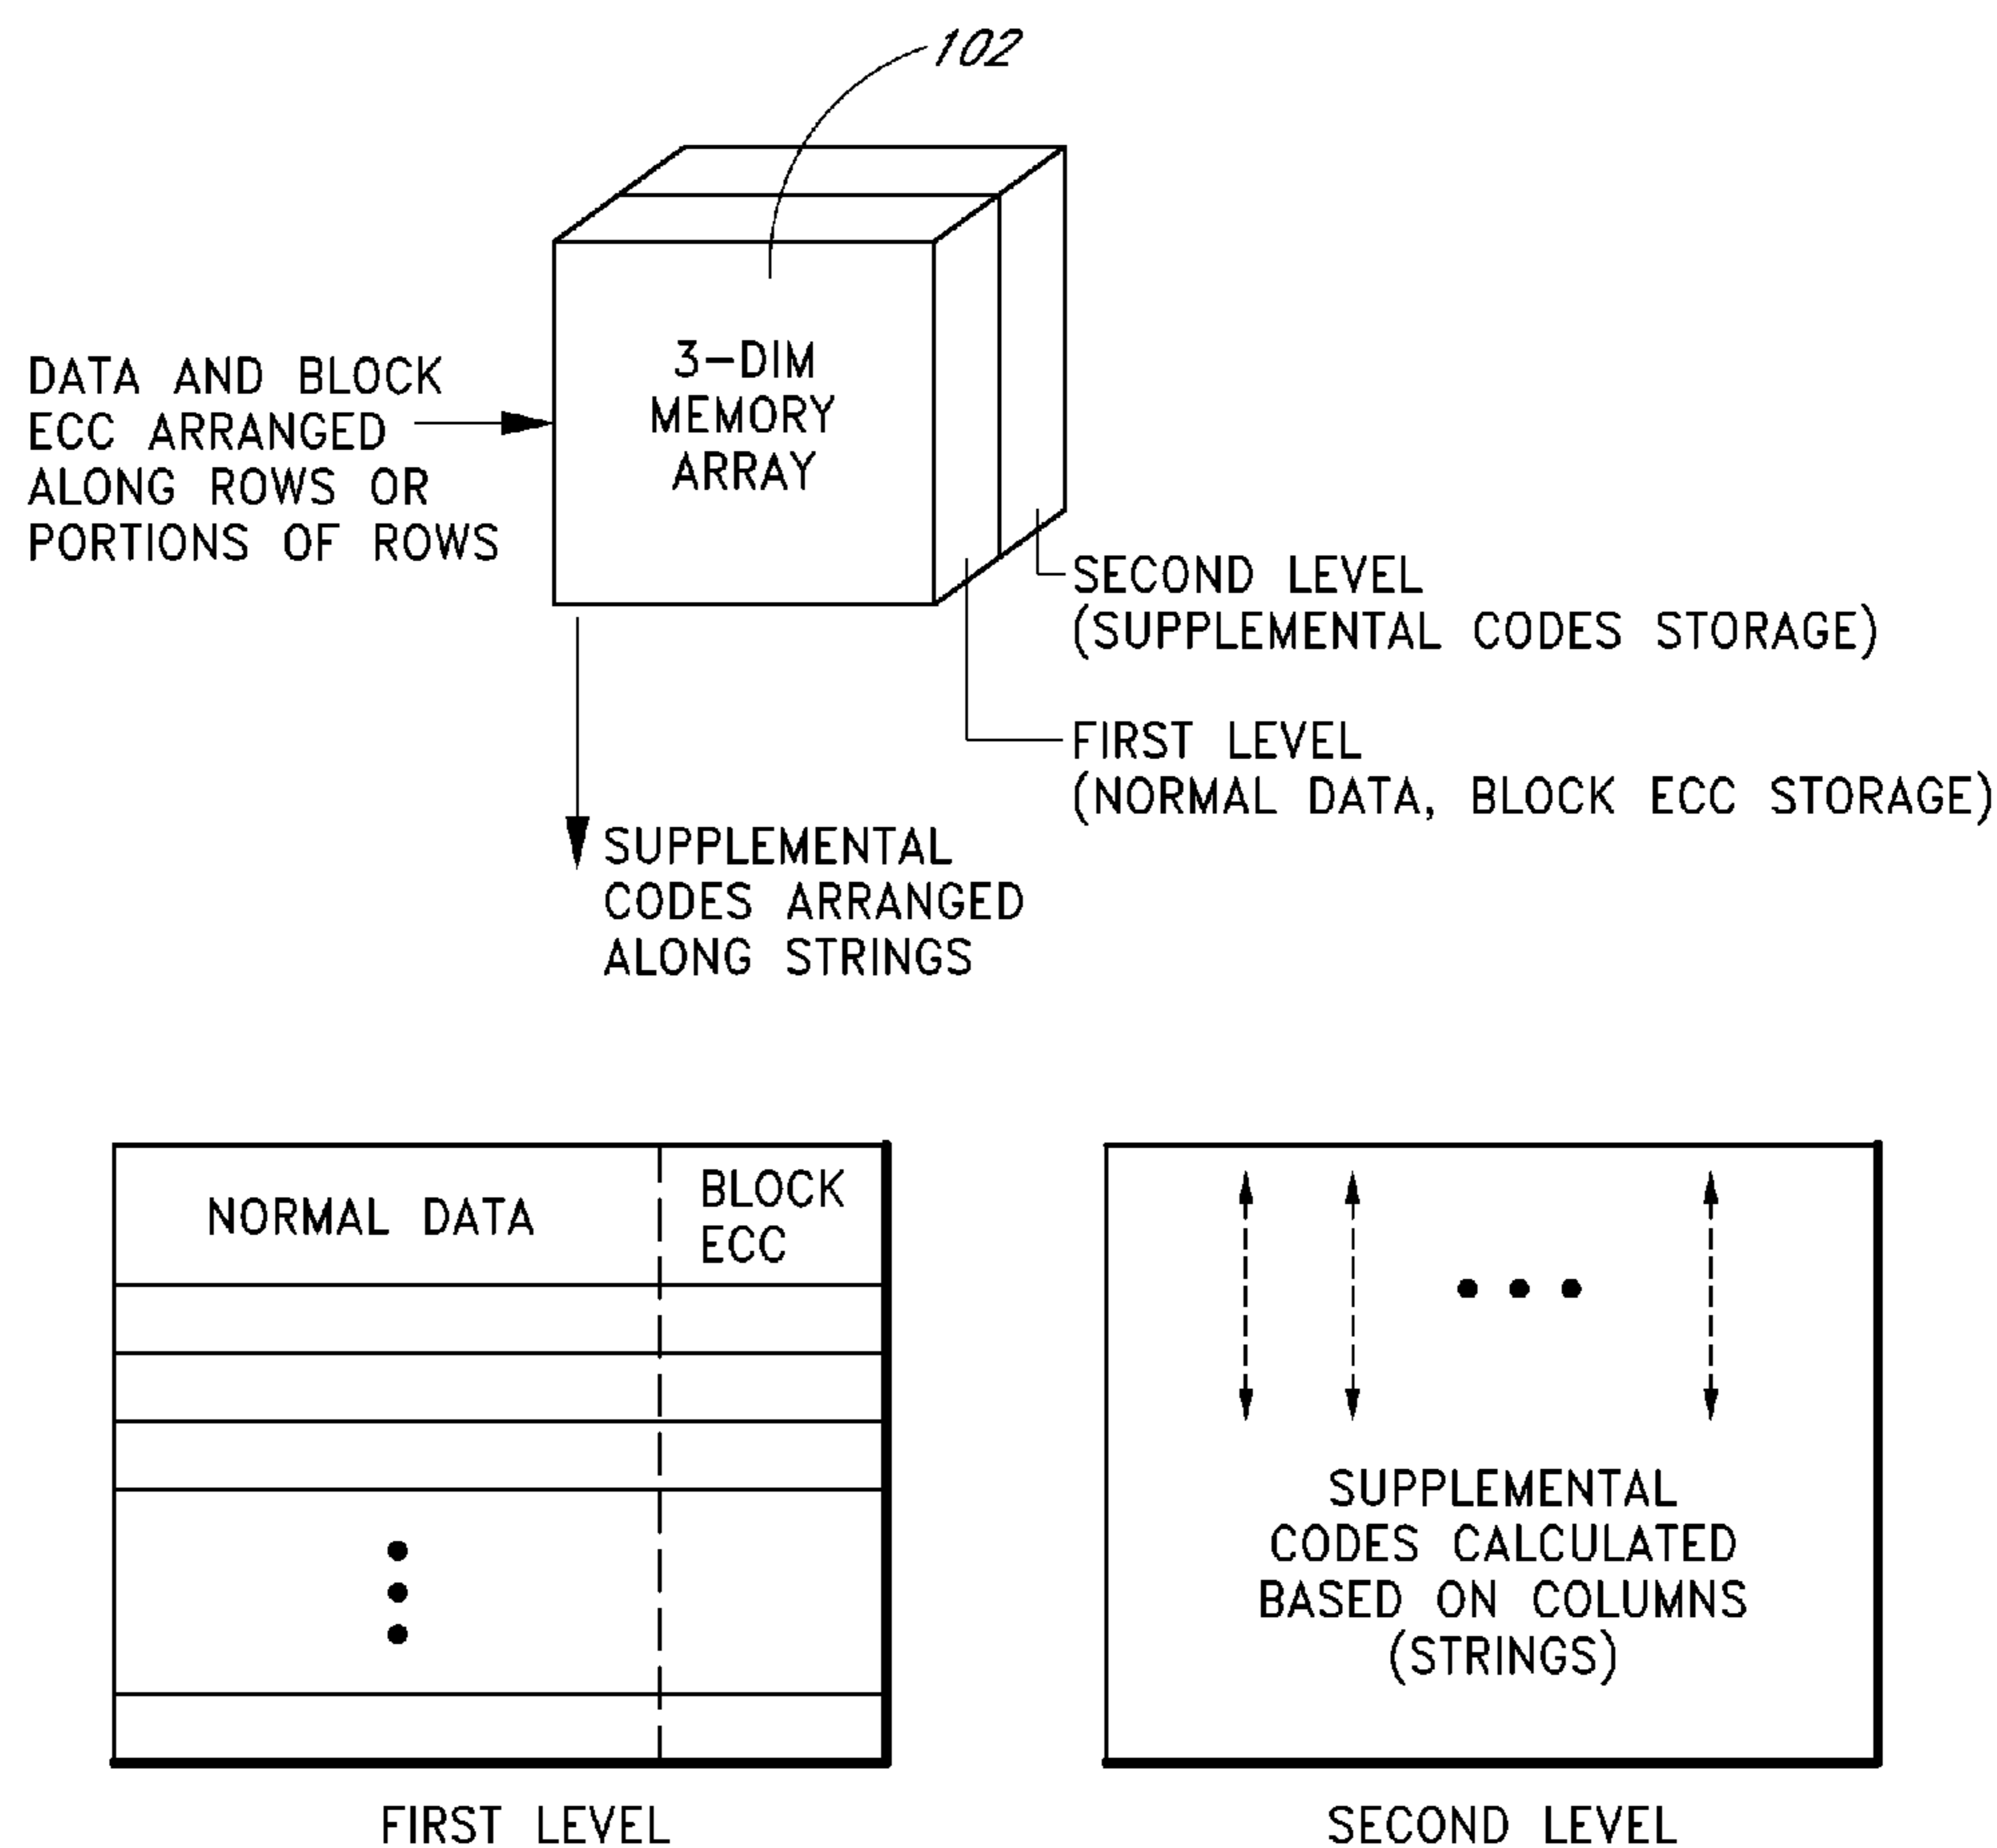 102
3-DIM
MEMORY
ARRAY
DATA AND BLOCK
ECC ARRANGED
ALONG ROWS OR
PORTIONS OF ROWS
SECOND LEVEL
(SUPPLEMENTAL CODES STORAGE)
FIRST LEVEL
(NORMAL DATA, BLOCK ECC STORAGE)
SUPPLEMENTAL
CODES ARRANGED
ALONG STRINGS
NORMAL DATA
BLOCK
ECC
SUPPLEMENTAL
CODES CALCULATED
BASED ON COLUMNS
(STRINGS)
FIRST LEVEL
SECOND LEVEL